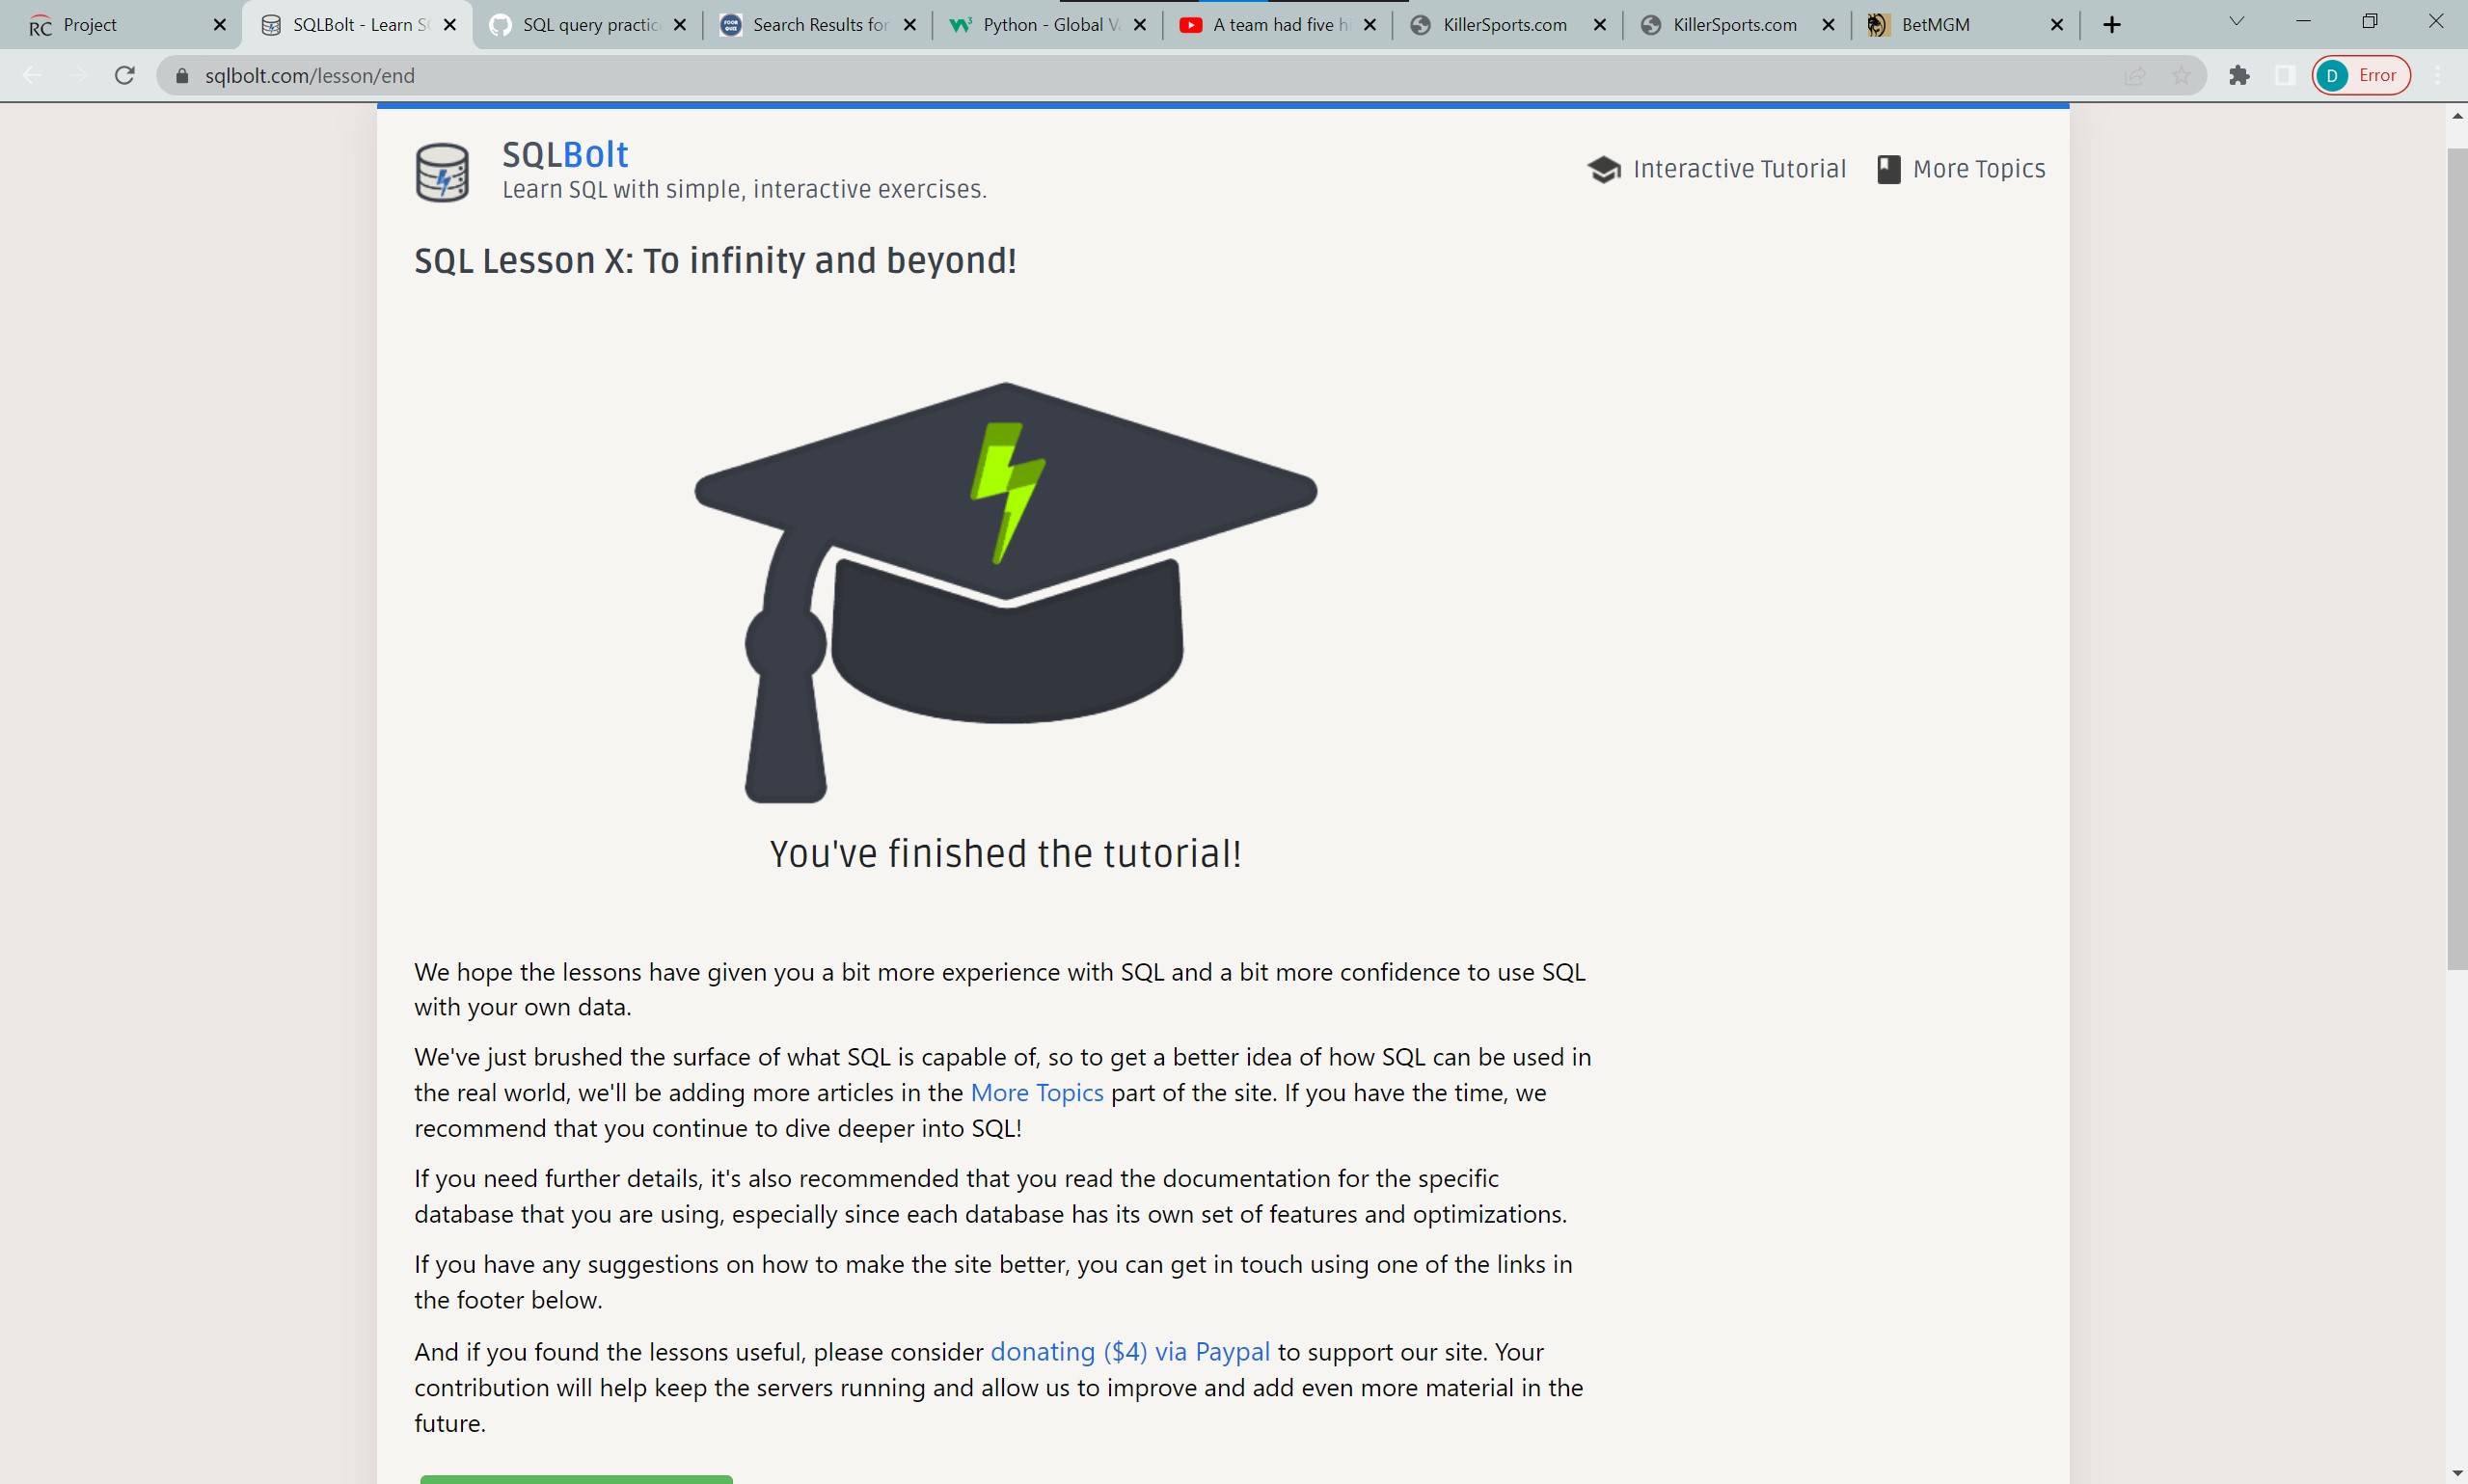 Project
SQLBolt - Learn S
SQL query practic
Search Results for
Python - Global V
A team had five h
KillerSports.com
KillerSports.com
BetMGM
sqlbolt.com/lesson/end
D Error
SQLBolt
Learn SQL with simple, interactive exercises.
Interactive Tutorial
More Topics
SQL Lesson X: To infinity and beyond!
You've finished the tutorial!
We hope the lessons have given you a bit more experience with SQL and a bit more confidence to use SQL
with your own data.
We've just brushed the surface of what SQL is capable of, so to get a better idea of how SQL can be used in
the real world, we'll be adding more articles in the More Topics part of the site. If you have the time, we
recommend that you continue to dive deeper into SQL!
If you need further details, it's also recommended that you read the documentation for the specific
database that you are using, especially since each database has its own set of features and optimizations.
If you have any suggestions on how to make the site better, you can get in touch using one of the links in
the footer below.
And if you found the lessons useful, please consider donating ($4) via Paypal to support our site. Your
contribution will help keep the servers running and allow us to improve and add even more material in the
future.